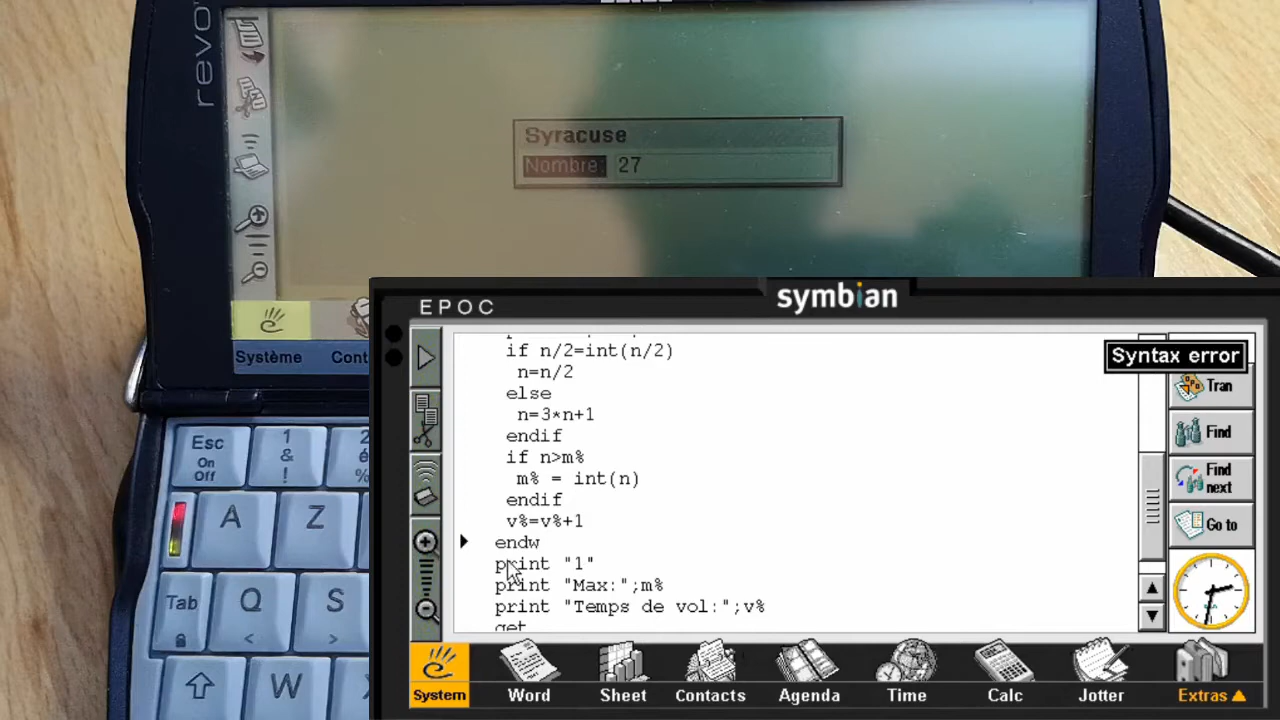 revo
Syracuse
Nombre: 27
Système
Esc
On
Off
1
&
!
é
%
A
Z
Tab
Q
<
S
>
W
EPOC
symbian
if n/2=int(n/2)
n=n/2
else
n=3*n+1
endif
if n>m%
m% = int(n)
endif
v%=v%+1
endw
print "1"
print "Max:";m%
print "Temps de vol:";v%
get
Syntax error
Tran
Find
Find
next
Go to
System
Word
Sheet
Contacts
Agenda
Time
Calc
Jotter
Extras